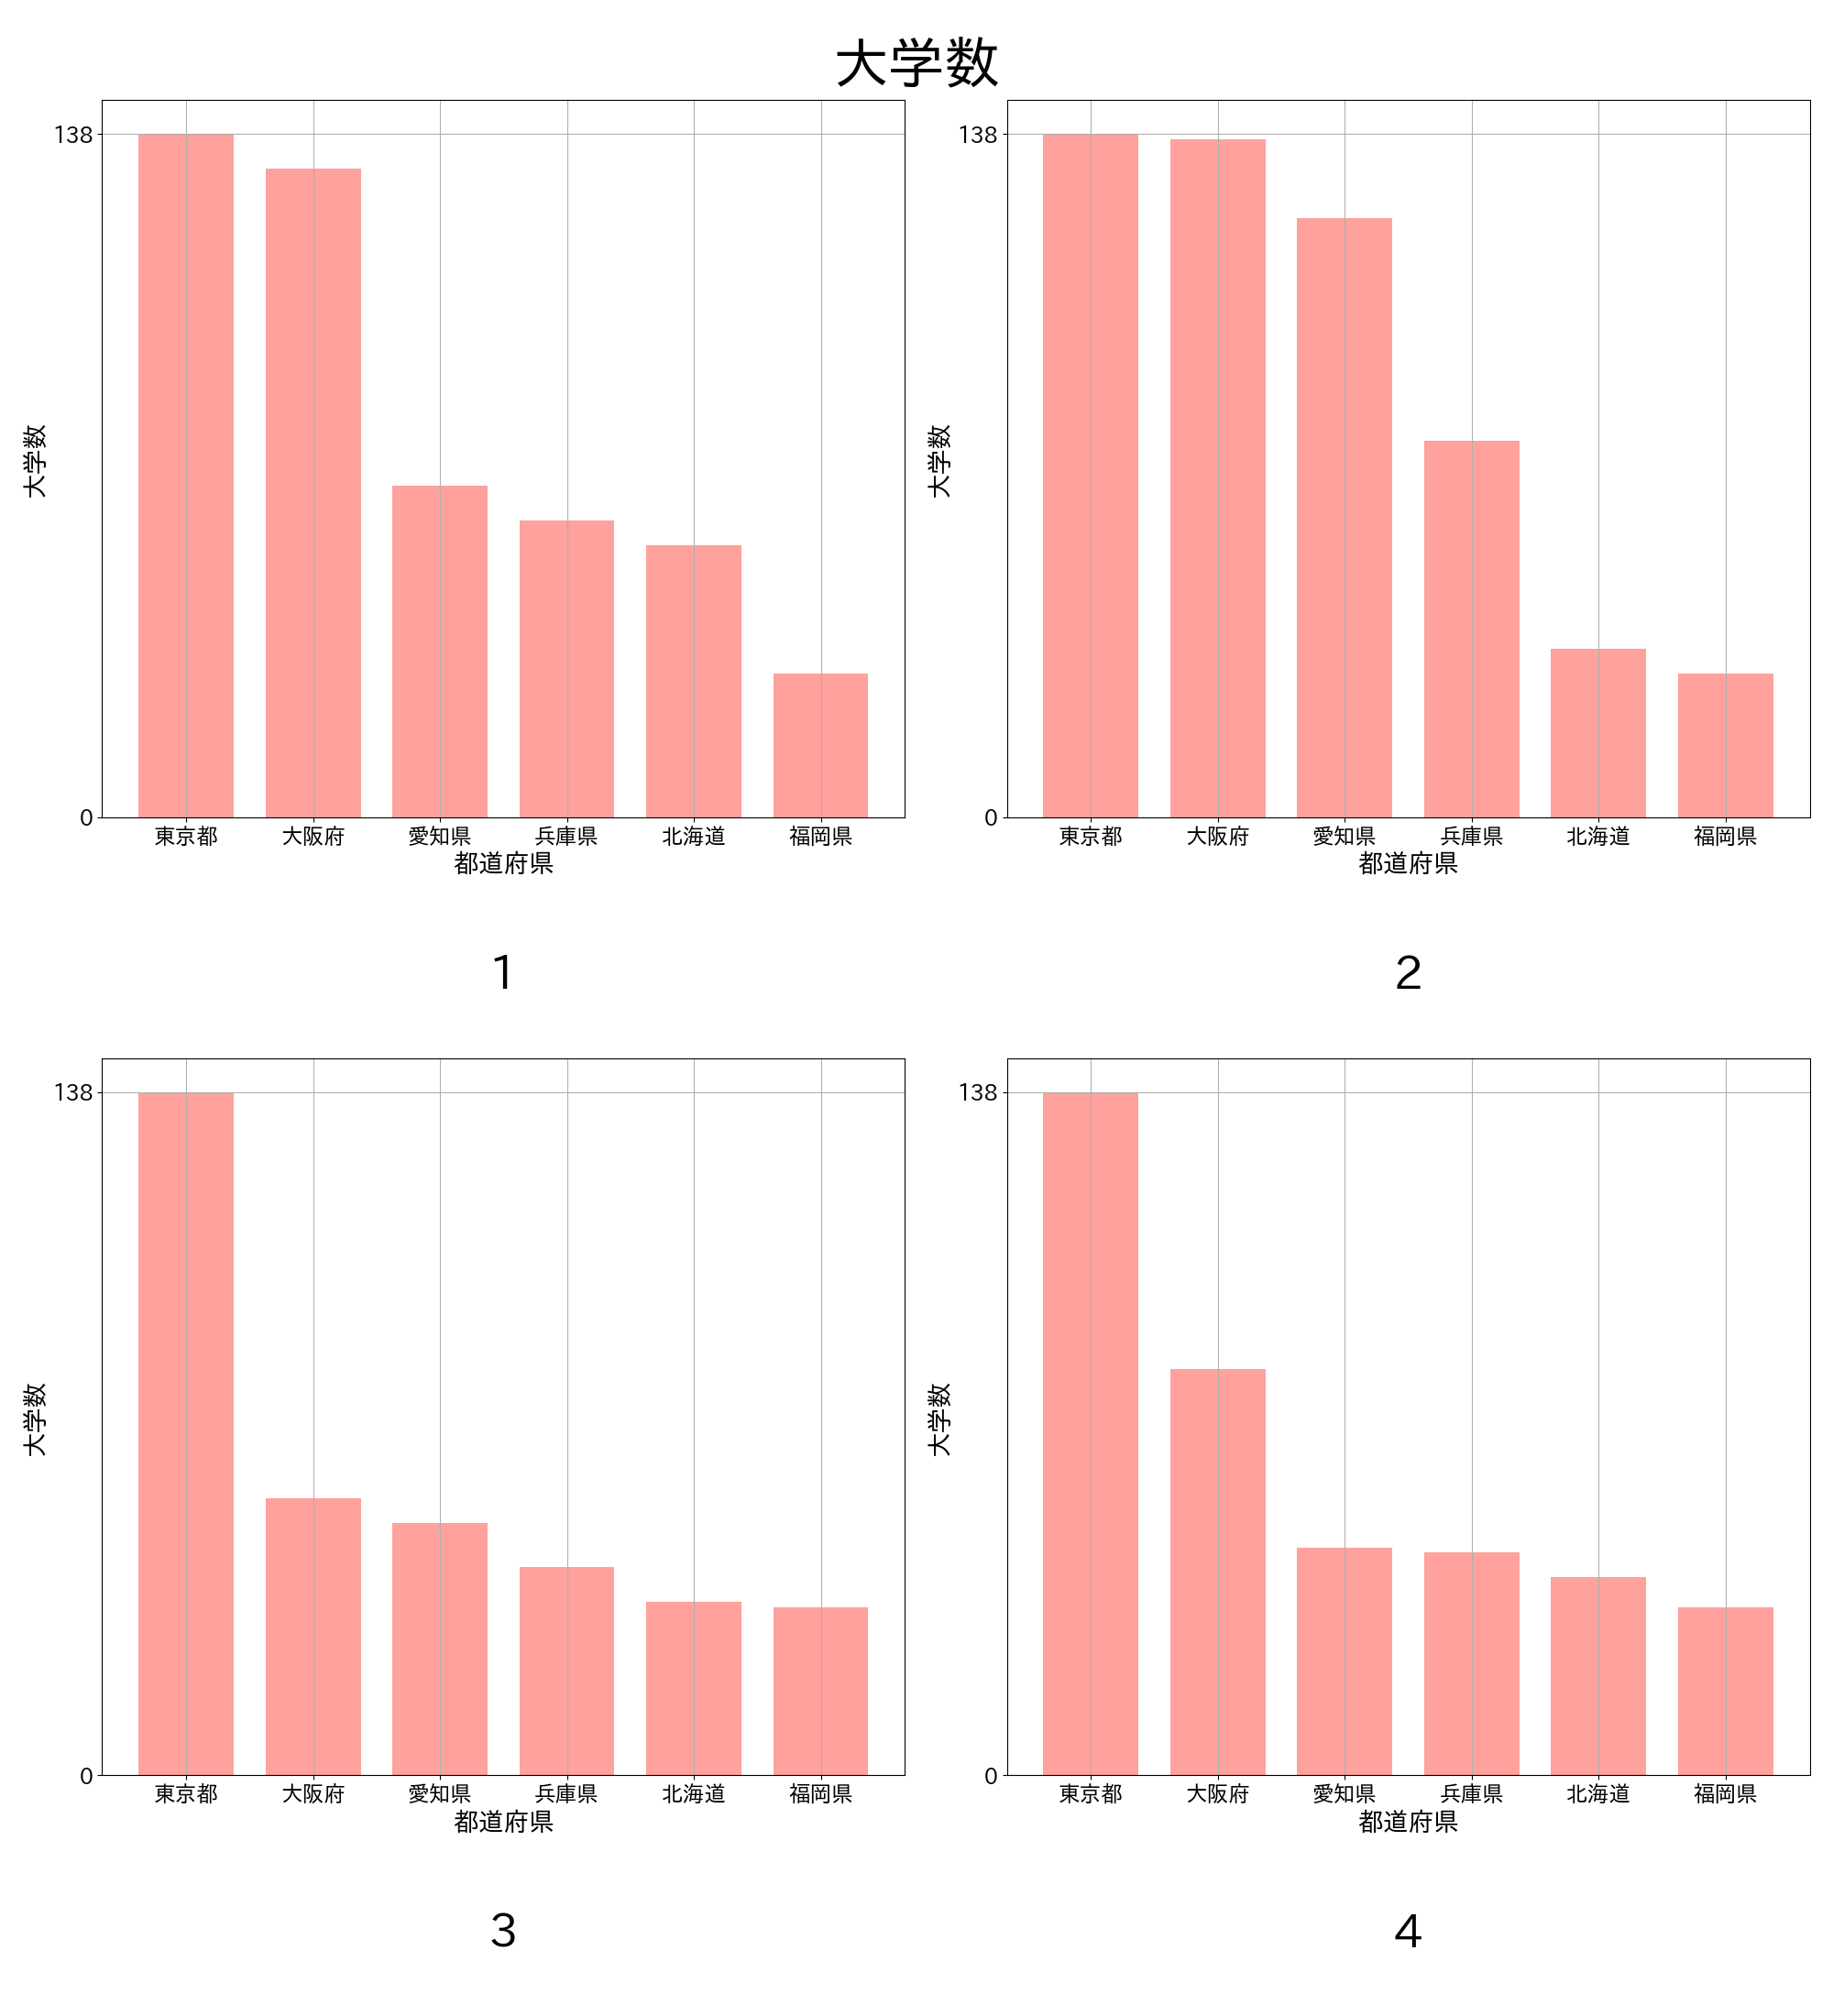 大学数
138
0
大学数
東京都 大阪府 愛知県 兵庫県 北海道 福岡県
都道府県
1
138
0
大学数
東京都 大阪府 愛知県 兵庫県 北海道 福岡県
都道府県
2
138
0
大学数
東京都 大阪府 愛知県 兵庫県 北海道 福岡県
都道府県
3
138
0
大学数
東京都 大阪府 愛知県 兵庫県 北海道 福岡県
都道府県
4